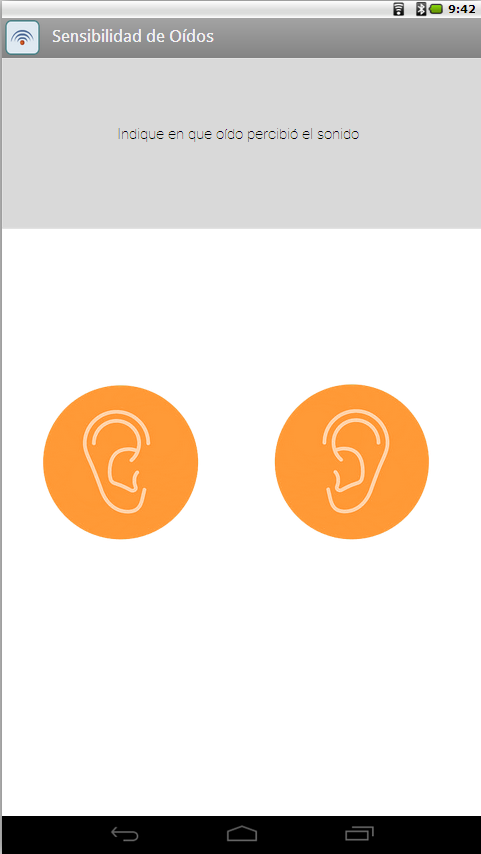 9:42
Sensibilidad de Oídos
Indique en que oído percibió el sonido